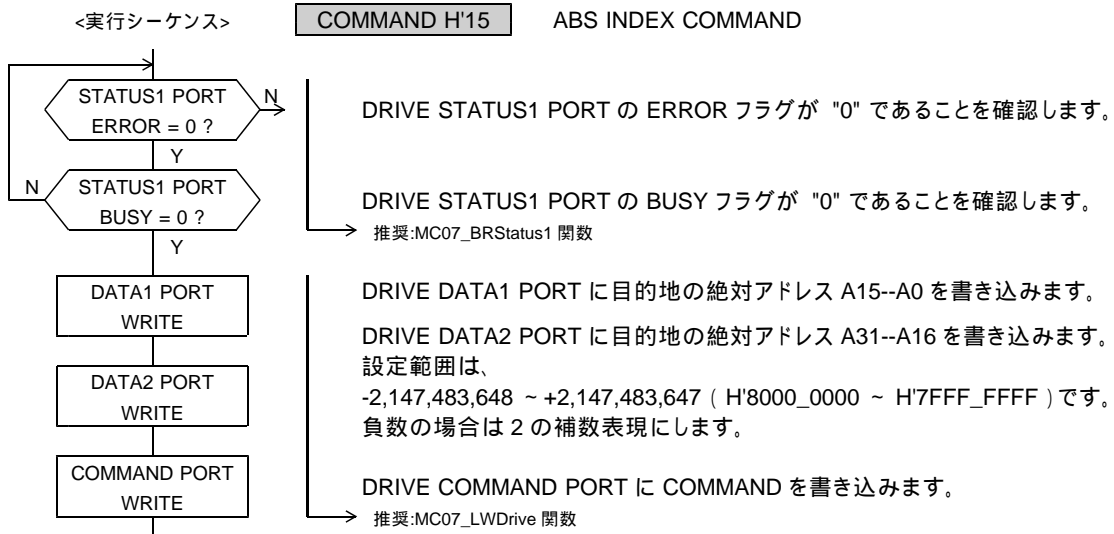 <実行シーケンス>
COMMAND H'15
ABS INDEX COMMAND
STATUS1 PORT
ERROR = 0 ?
N
Y
DRIVE STATUS1 PORT の ERROR フラグが "0" であることを確認します。
N
STATUS1 PORT
BUSY = 0 ?
Y
DRIVE STATUS1 PORT の BUSY フラグが "0" であることを確認します。
推奨:MC07_BRStatus1 関数
DATA1 PORT
WRITE
DRIVE DATA1 PORT に目的地の絶対アドレス A15--A0 を書き込みます。
DATA2 PORT
WRITE
DRIVE DATA2 PORT に目的地の絶対アドレス A31--A16 を書き込みます。
設定範囲は、
-2,147,483,648 ~ +2,147,483,647 ( H'8000_0000 ~ H'7FFF_FFFF ) です。
負数の場合は 2 の補数表現にします。
COMMAND PORT
WRITE
DRIVE COMMAND PORT に COMMAND を書き込みます。
推奨:MC07_LWDrive 関数